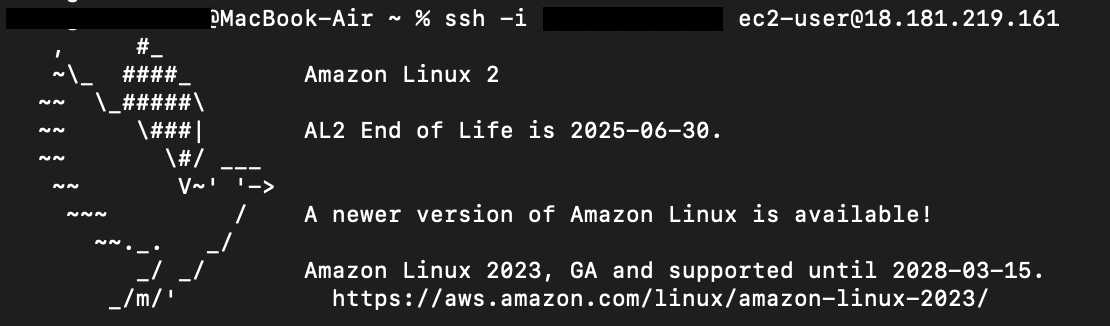 @MacBook-Air ~ % ssh -i ec2-user@18.181.219.161
   ,     #_
   ~\_  ####_        Amazon Linux 2
  ~~  \_#####\
  ~~     \###|       AL2 End of Life is 2025-06-30.
  ~~       \#/ ___
   ~~       V~' '->
    ~~~         /    A newer version of Amazon Linux is available!
      ~~._.   _/
         _/ _/       Amazon Linux 2023, GA and supported until 2028-03-15.
       _/m/'           https://aws.amazon.com/linux/amazon-linux-2023/